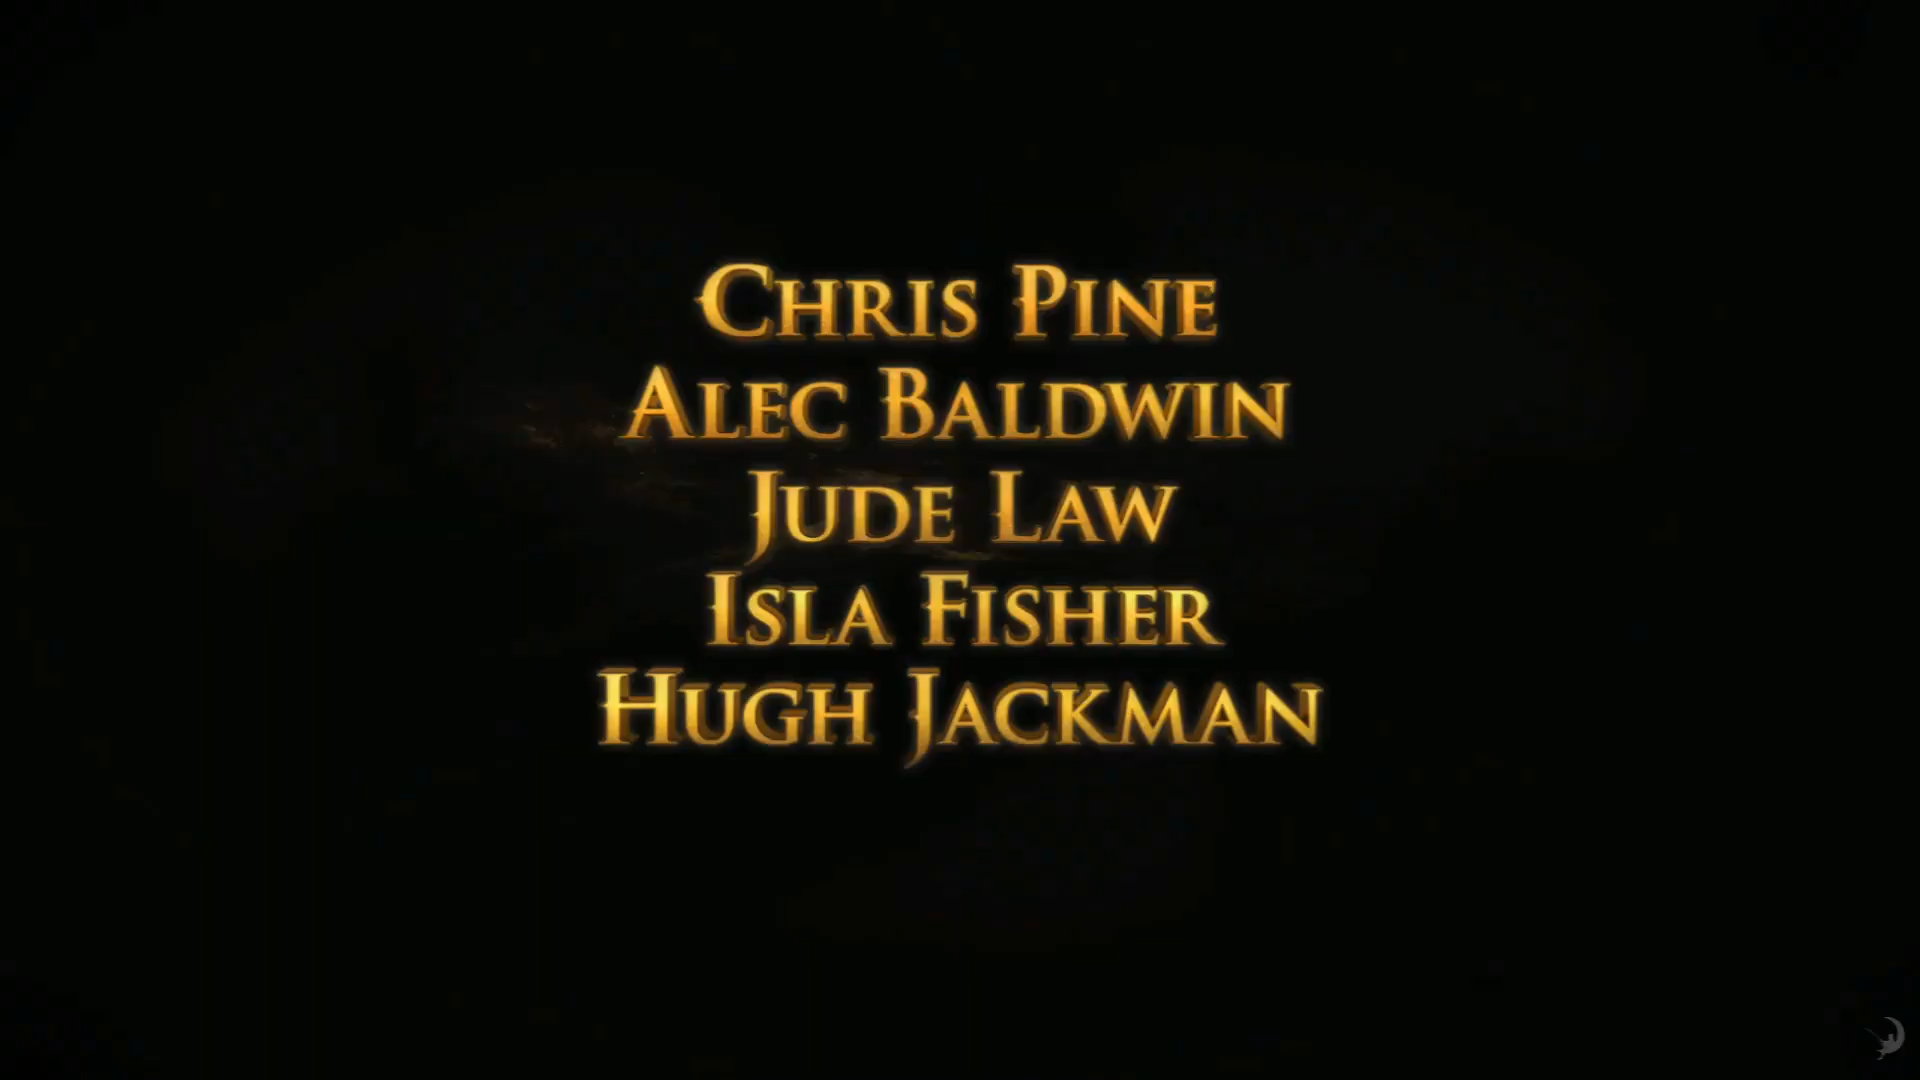 Chris Pine
Alec Baldwin
Jude Law
Isla Fisher
Hugh Jackman